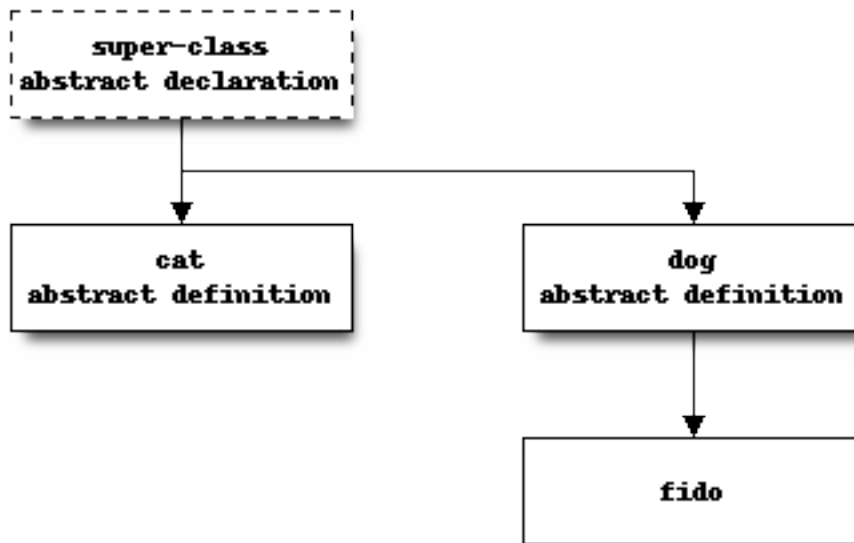 super-class
abstract declaration
cat
abstract definition
dog
abstract definition
fido